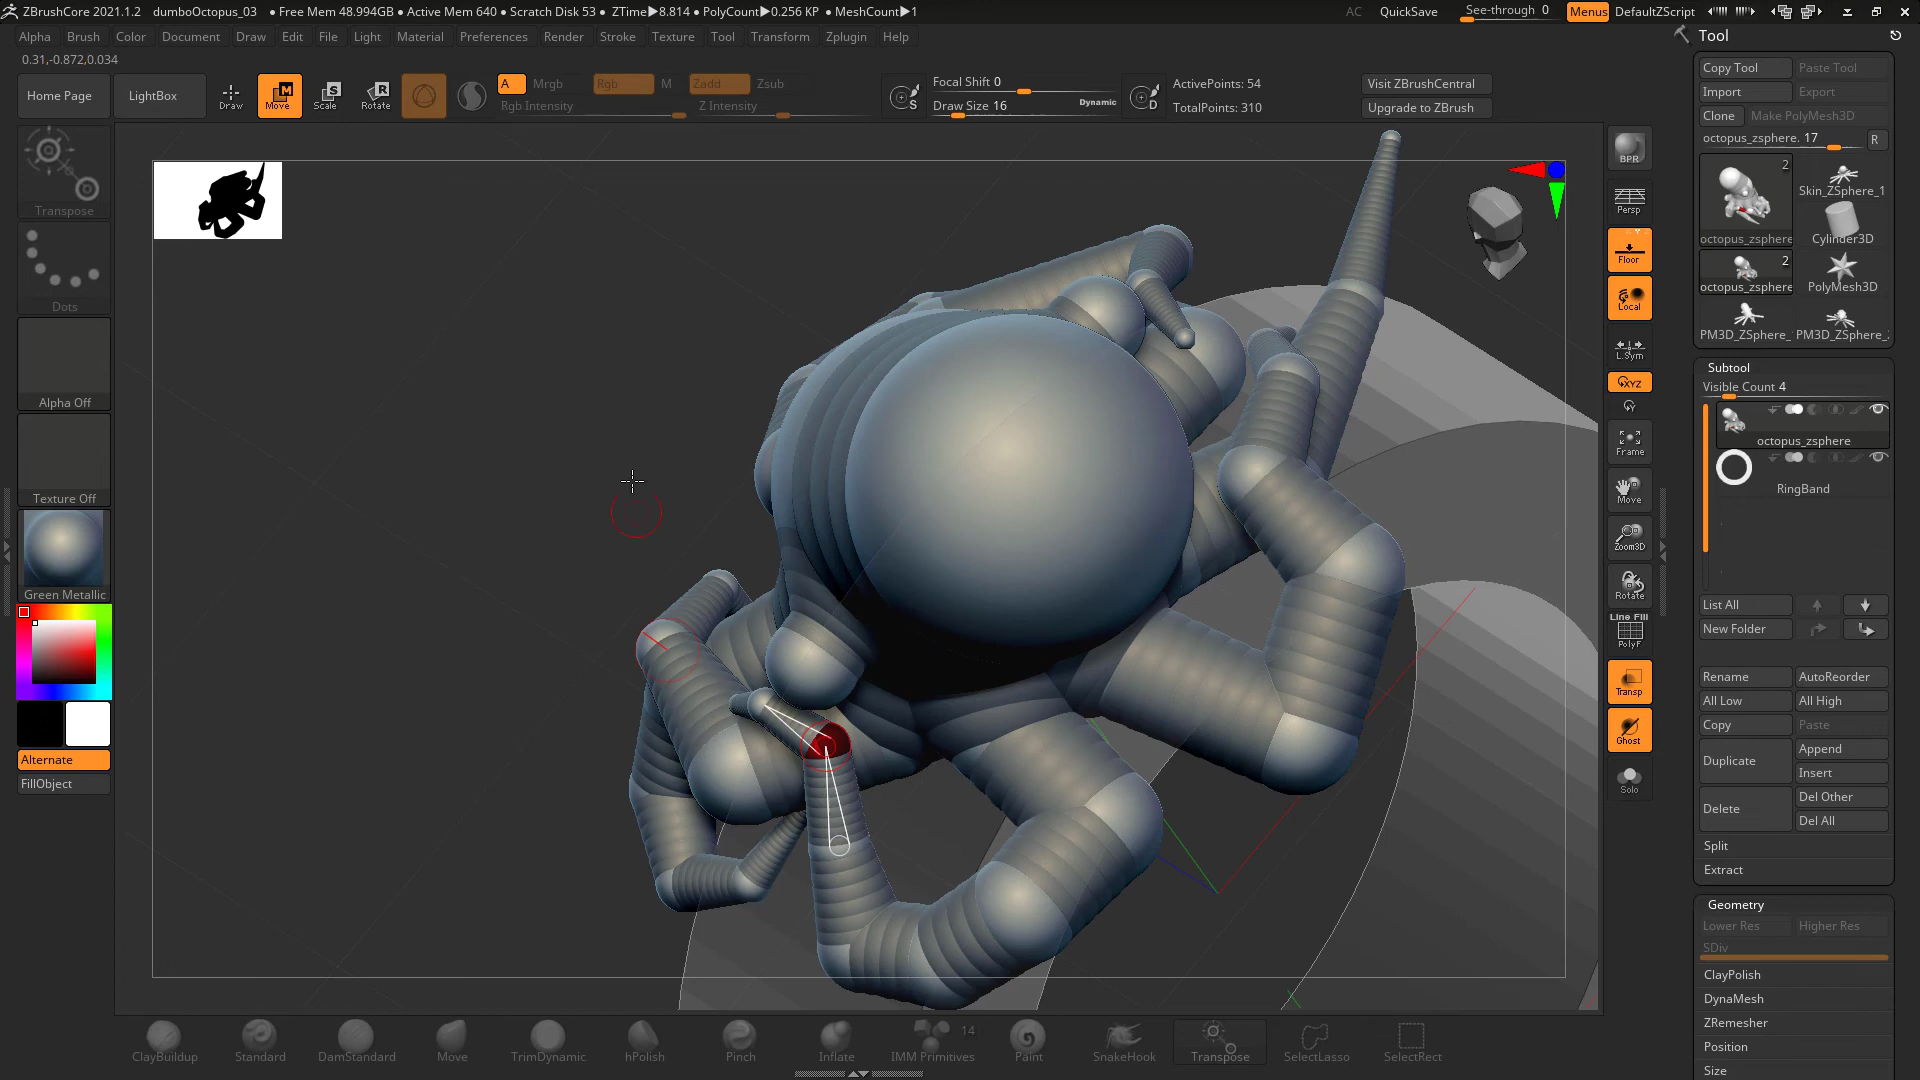 ZBrushCore 2021.1.2 dumboOctopus_03 ● Free Mem 48.994GB ● Active Mem 640 ● Scratch Disk 53 ● ZTime▶8.814 ● PolyCount▶0.256 KP ● MeshCount▶1 AC QuickSave See-through 0 Menus DefaultZScript
Alpha Brush Color Document Draw Edit File Light Material Preferences Render Stroke Texture Tool Transform Zplugin Help
0.31,-0.872,0.034
Home Page LightBox Draw Move Scale Rotate A Mrgb Rgb M Zadd Zsub
Rgb Intensity Z Intensity
Focal Shift 0
Draw Size 16 Dynamic
S D
ActivePoints: 54
TotalPoints: 310
Visit ZBrushCentral
Upgrade to ZBrush
Transpose
Dots
Alpha Off
Texture Off
Green Metallic
Alternate
FillObject
BPR
Persp
Floor
Local
L.Sym
XYZ
Y
Frame
Move
Zoom3D
Rotate
Line Fill
PolyF
Transp
Ghost
Solo
Tool
Copy Tool Paste Tool
Import Export
Clone Make PolyMesh3D
octopus_zsphere. 17 R
2
octopus_zsphere
Skin_ZSphere_1
Cylinder3D
2
octopus_zsphere PolyMesh3D
PM3D_ZSphere_ PM3D_ZSphere_
Subtool
Visible Count 4
octopus_zsphere
RingBand
List All
New Folder
Rename AutoReorder
All Low All High
Copy Paste
Duplicate Append
Insert
Delete Del Other
Del All
Split
Extract
Geometry
Lower Res Higher Res
SDiv
ClayPolish
DynaMesh
ZRemesher
Position
Size
14
ClayBuildup Standard DamStandard Move TrimDynamic hPolish Pinch Inflate IMM Primitives Paint SnakeHook Transpose SelectLasso SelectRect